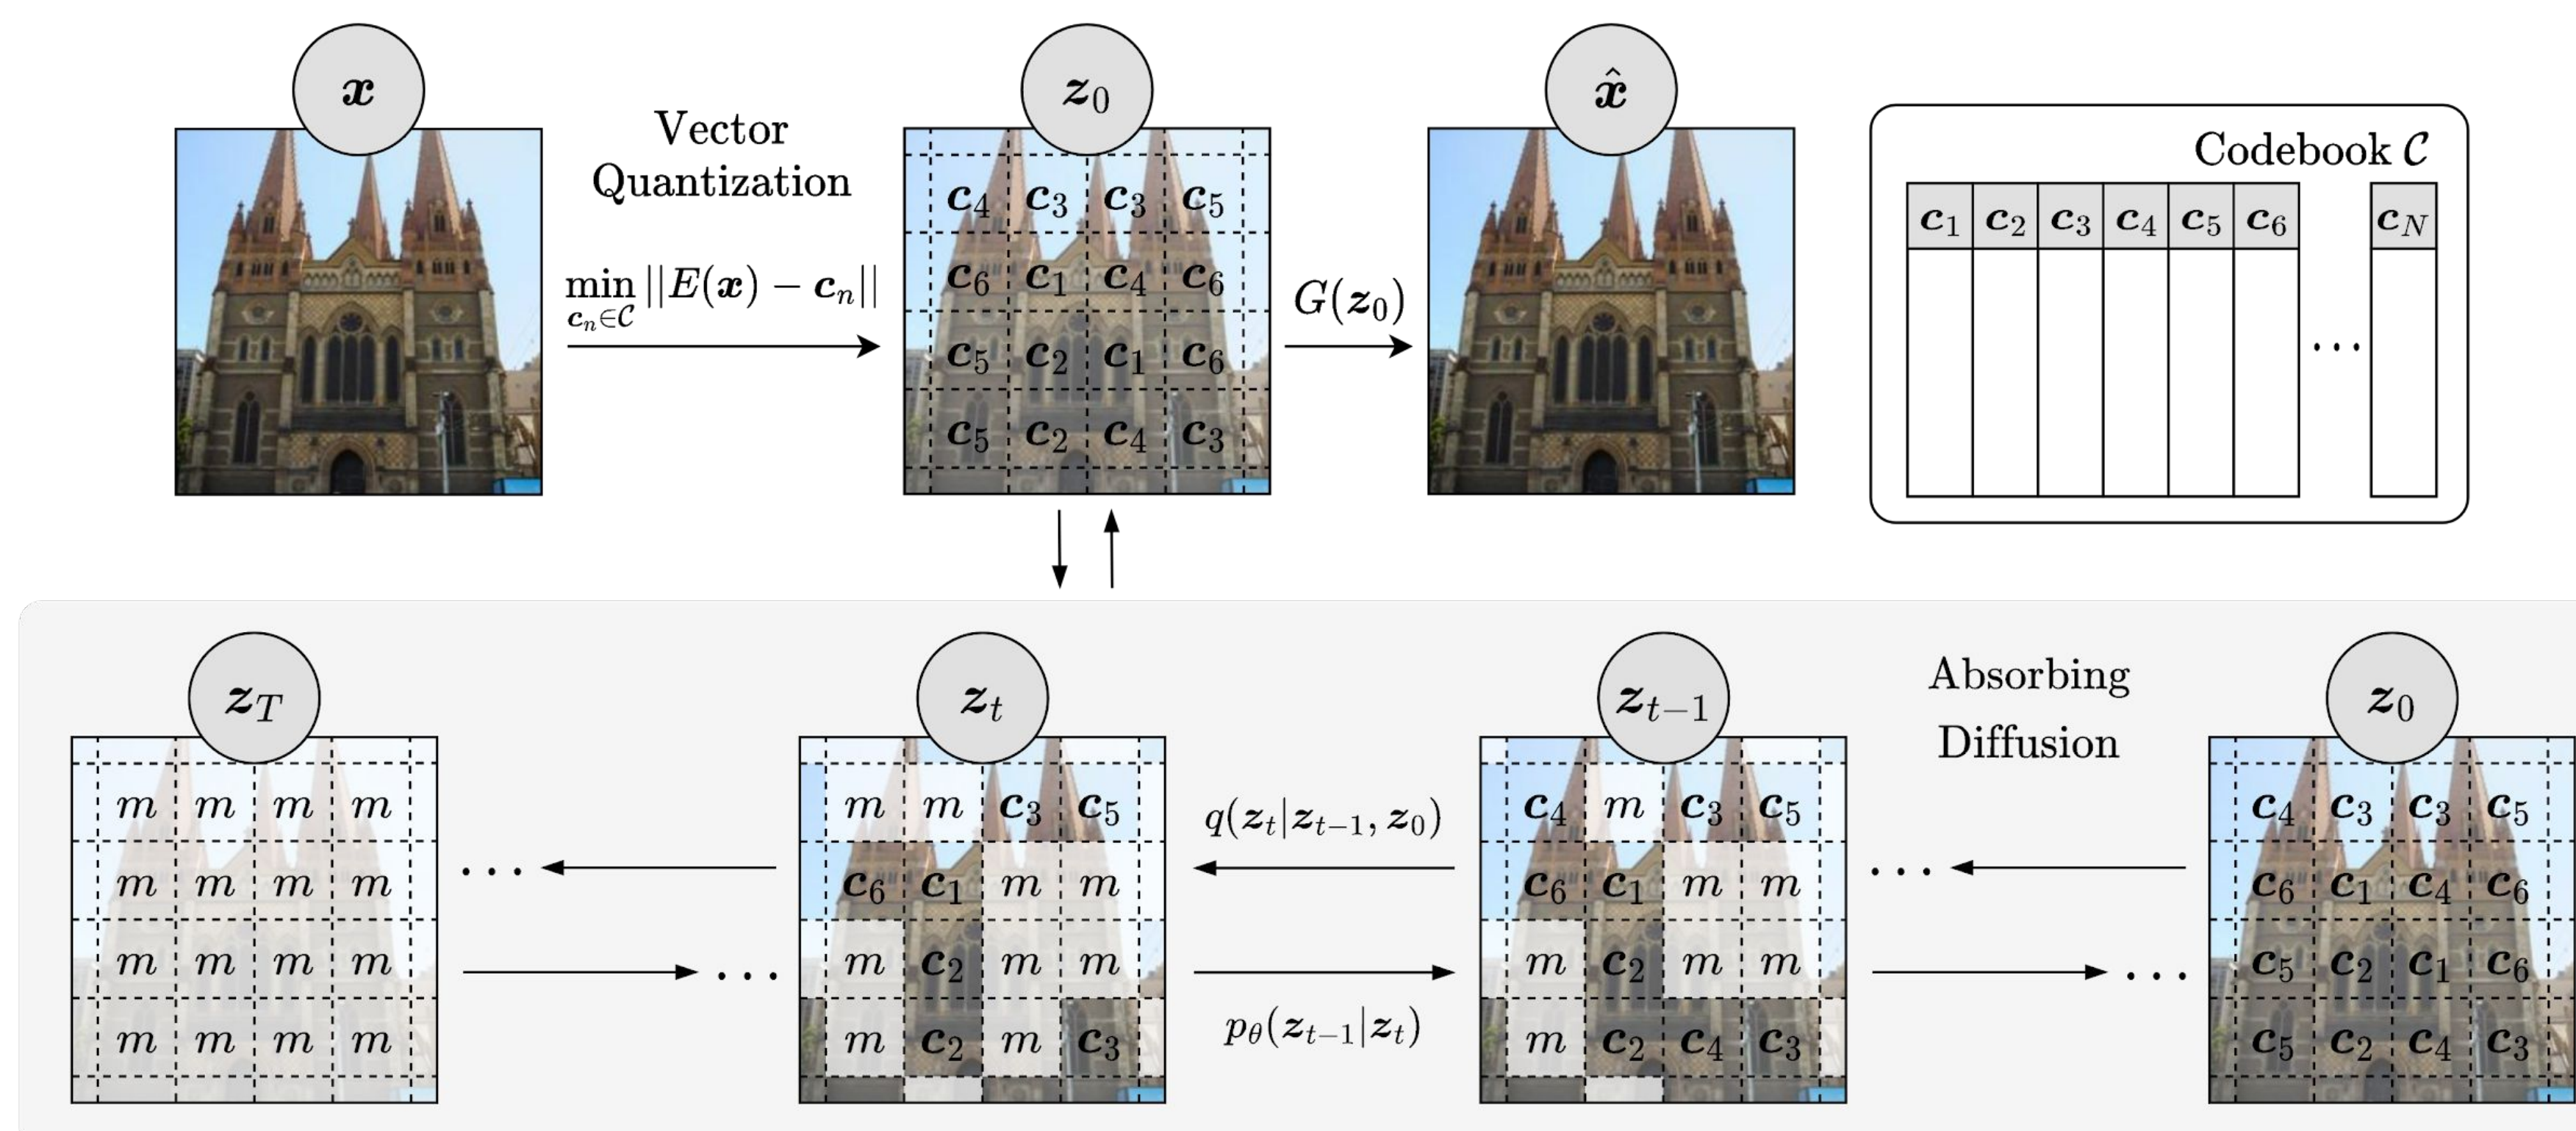 x
Vector
Quantization
min ||E(x) − c_n||
c_n∈𝒞
z_0
c_4 c_3 c_3 c_5
c_6 c_1 c_4 c_6
c_5 c_2 c_1 c_6
c_5 c_2 c_4 c_3
G(z_0)
x̂
Codebook 𝒞
c_1 c_2 c_3 c_4 c_5 c_6 c_N
...
z_T
m m m m
m m m m
m m m m
m m m m
...
...
z_t
m m c_3 c_5
c_6 c_1 m m
m c_2 m m
m c_2 m c_3
q(z_t|z_{t−1}, z_0)
p_θ(z_{t−1}|z_t)
z_{t−1}
c_4 m c_3 c_5
c_6 c_1 m m
m c_2 m m
m c_2 c_4 c_3
Absorbing
Diffusion
...
...
z_0
c_4 c_3 c_3 c_5
c_6 c_1 c_4 c_6
c_5 c_2 c_1 c_6
c_5 c_2 c_4 c_3